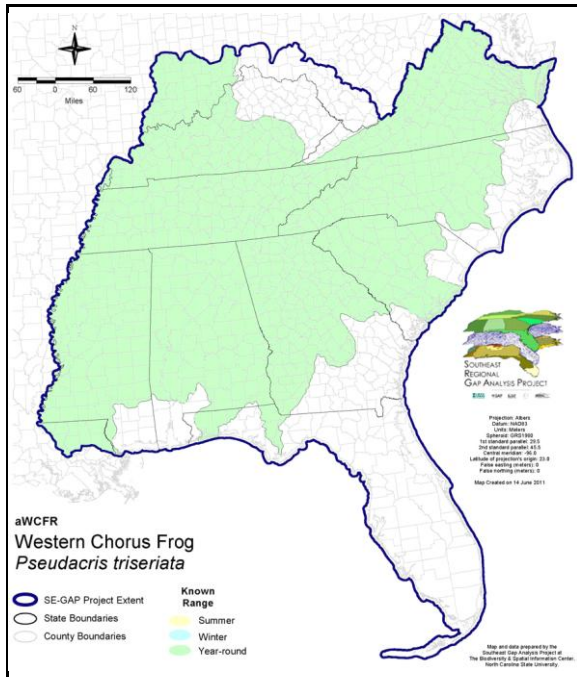 N
60 0 60 120
Miles
SOUTHEAST
REGIONAL
GAP ANALYSIS PROJECT
Projection: Albers
Datum: NAD83
Units: Meters
Spheroid: GRS1980
1st standard parallel: 29.5
2nd standard parallel: 45.5
Central meridian: -96.0
Latitude of projection's origin: 23.0
False easting (meters): 0
False northing (meters): 0
Map Created on 14 June 2011
aWCFR
Western Chorus Frog
Pseudacris triseriata
SE-GAP Project Extent
State Boundaries
County Boundaries
Known
Range
Summer
Winter
Year-round
Map and data prepared by the
Southeast Gap Analysis Project at
The Biodiversity & Spatial Information Center,
North Carolina State University.